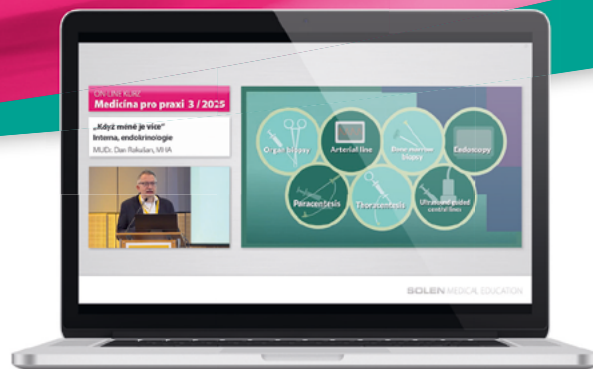 ON LINE KURZ
Medicína pro praxi 3 / 2025
„Když méně je více“
Interna, endokrinologie
MUDr. Dan Rakušan, MHA
Organ biopsy
Arterial line
Bone marrow
biopsy
Endoscopy
Paracentesis
Thoracentesis
Ultrasound guided
central lines
SOLEN MEDICAL EDUCATION